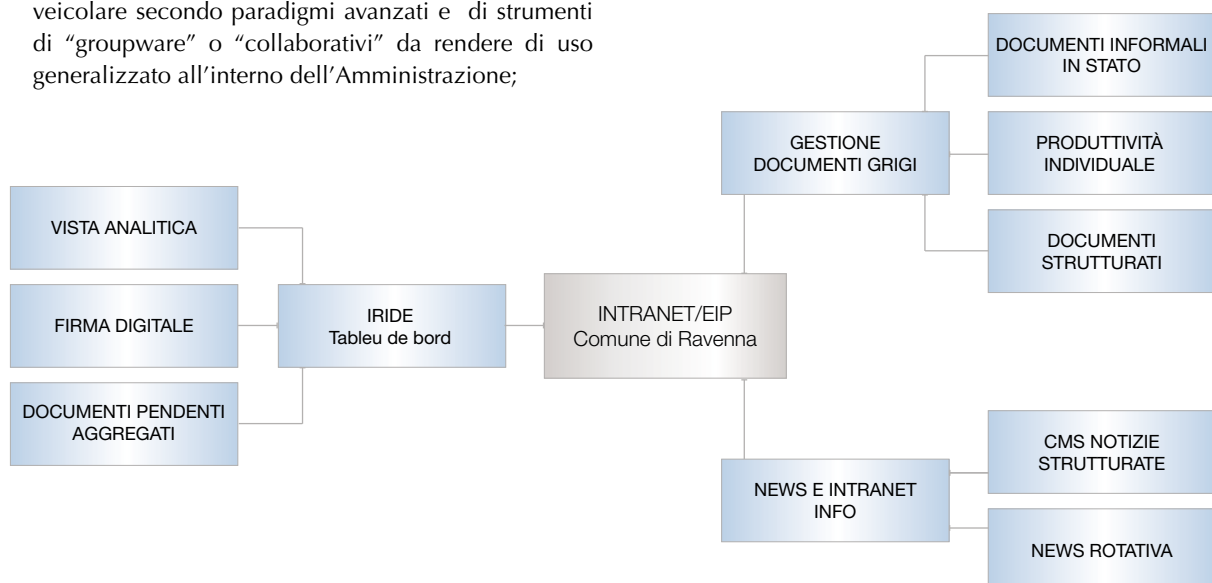 veicolare secondo paradigmi avanzati e di strumenti
di “groupware” o “collaborativi” da rendere di uso
generalizzato all’interno dell’Amministrazione;
VISTA ANALITICA
FIRMA DIGITALE
DOCUMENTI PENDENTI
AGGREGATI
IRIDE
Tableu de bord
INTRANET/EIP
Comune di Ravenna
GESTIONE
DOCUMENTI GRIGI
DOCUMENTI INFORMALI
IN STATO
PRODUTTIVITÀ
INDIVIDUALE
DOCUMENTI
STRUTTURATI
NEWS E INTRANET
INFO
CMS NOTIZIE
STRUTTURATE
NEWS ROTATIVA